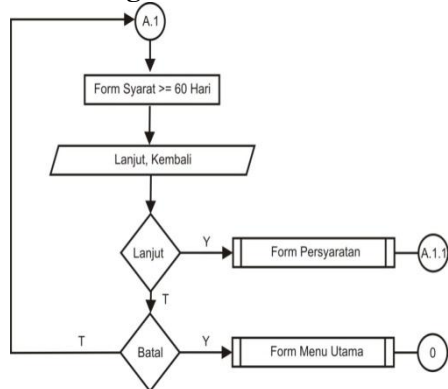 A.1
Form Syarat >= 60 Hari
Lanjut, Kembali
Lanjut
Y
Form Persyaratan
A.1.1
T
T
Batal
Y
Form Menu Utama
0